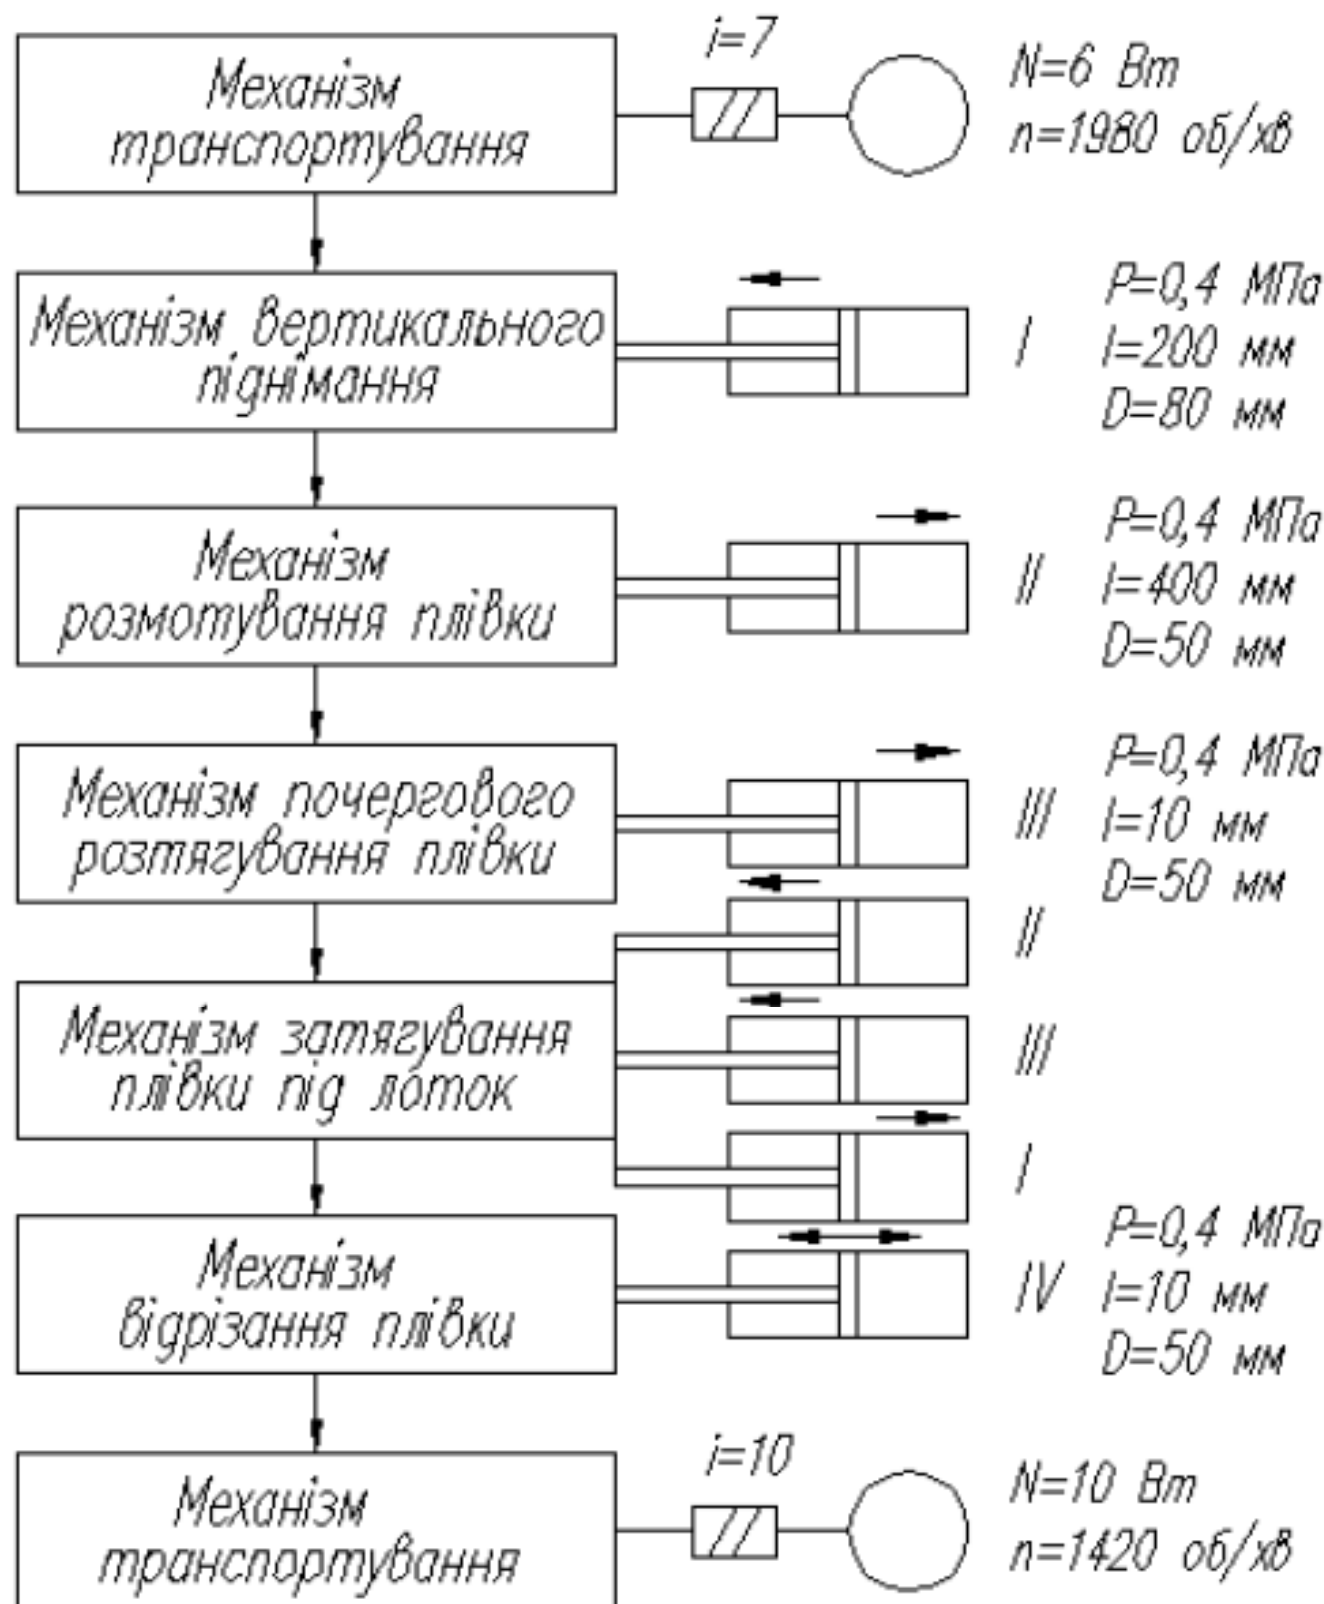 i=7
Механізм
транспортування
N=6 Вт
n=1980 об/хв
Механізм вертикального
піднімання
I
P=0,4 МПа
l=200 мм
D=80 мм
Механізм
розмотування плівки
II
P=0,4 МПа
l=400 мм
D=50 мм
Механізм почергового
розтягування плівки
III
P=0,4 МПа
l=10 мм
D=50 мм
II
Механізм затягування
плівки під лоток
III
I
Механізм
відрізання плівки
IV
P=0,4 МПа
l=10 мм
D=50 мм
i=10
Механізм
транспортування
N=10 Вт
n=1420 об/хв